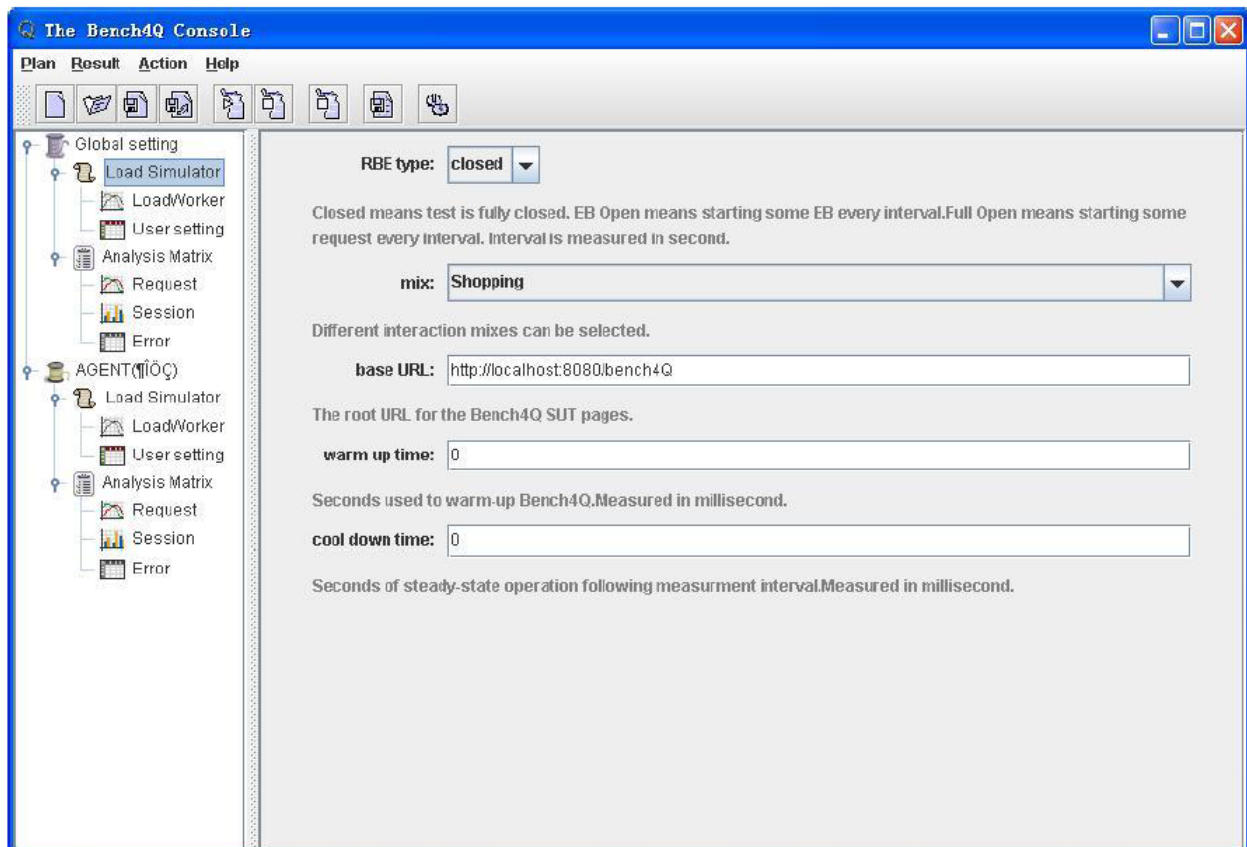 The Bench4Q Console
Plan Result Action Help
Global setting
Load Simulator
LoadWorker
User setting
Analysis Matrix
Request
Session
Error
AGENT(¶ÎÖÇ)
Load Simulator
LoadWorker
User setting
Analysis Matrix
Request
Session
Error
RBE type: closed
Closed means test is fully closed. EB Open means starting some EB every interval.Full Open means starting some
request every interval. Interval is measured in second.
mix: Shopping
Different interaction mixes can be selected.
base URL: http://localhost:8080/bench4Q
The root URL for the Bench4Q SUT pages.
warm up time: 0
Seconds used to warm-up Bench4Q.Measured in millisecond.
cool down time: 0
Seconds of steady-state operation following measurment interval.Measured in millisecond.